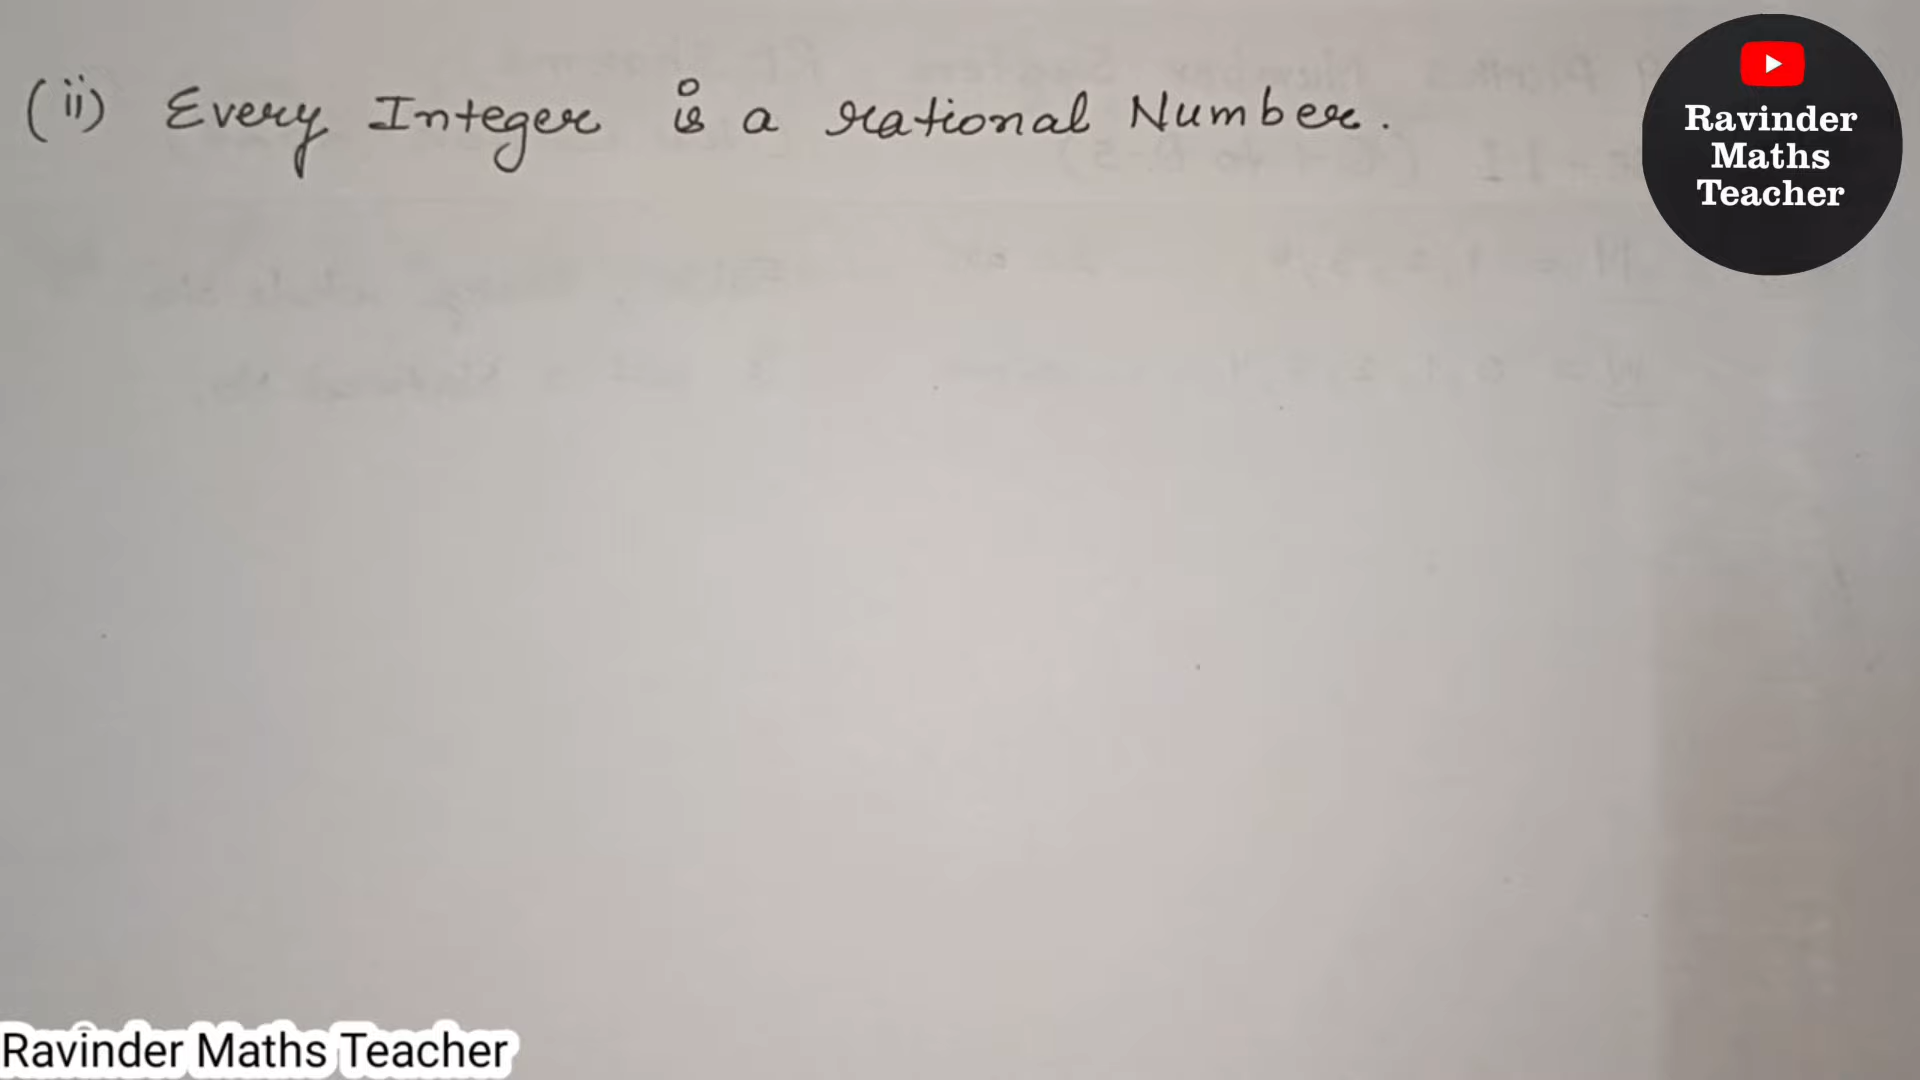 (ii) Every Integer is a rational Number.
Ravinder
Maths
Teacher
Ravinder Maths Teacher